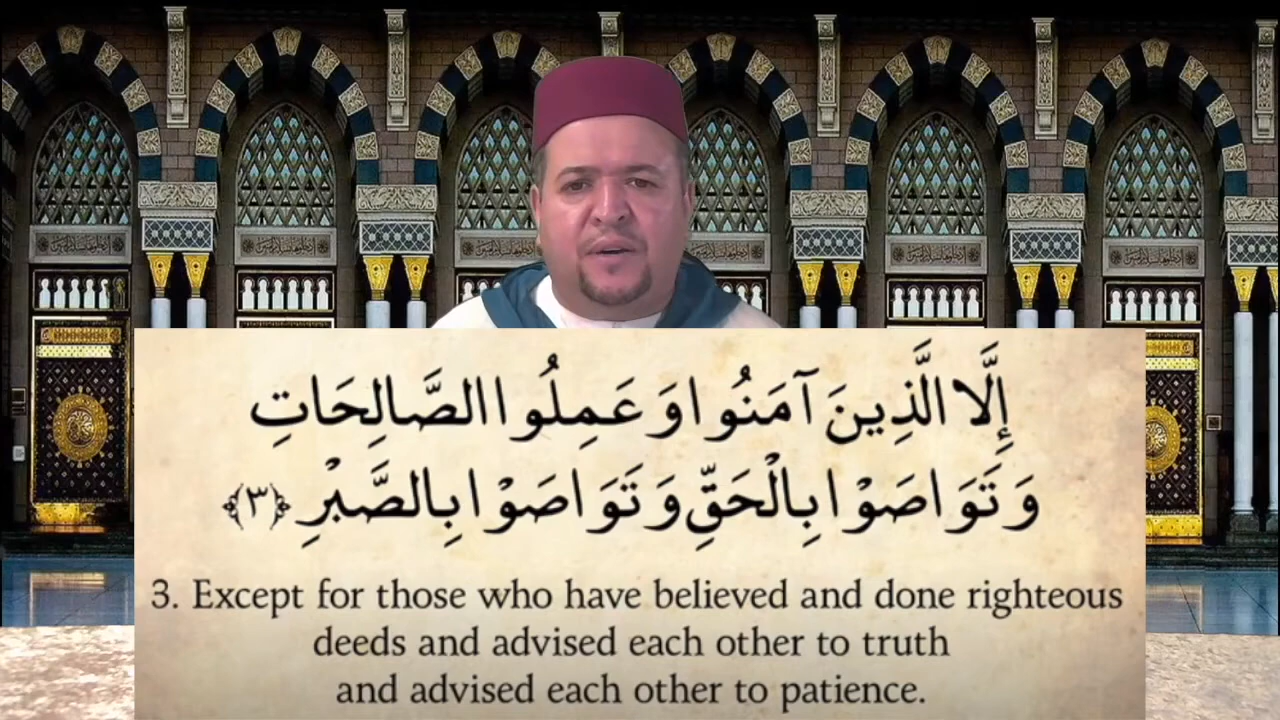 إِلَّا الَّذِينَ آمَنُوا وَعَمِلُوا الصَّالِحَاتِ
وَتَوَاصَوْا بِالْحَقِّ وَتَوَاصَوْا بِالصَّبْرِ ﴿٣﴾
3. Except for those who have believed and done righteous
deeds and advised each other to truth
and advised each other to patience.